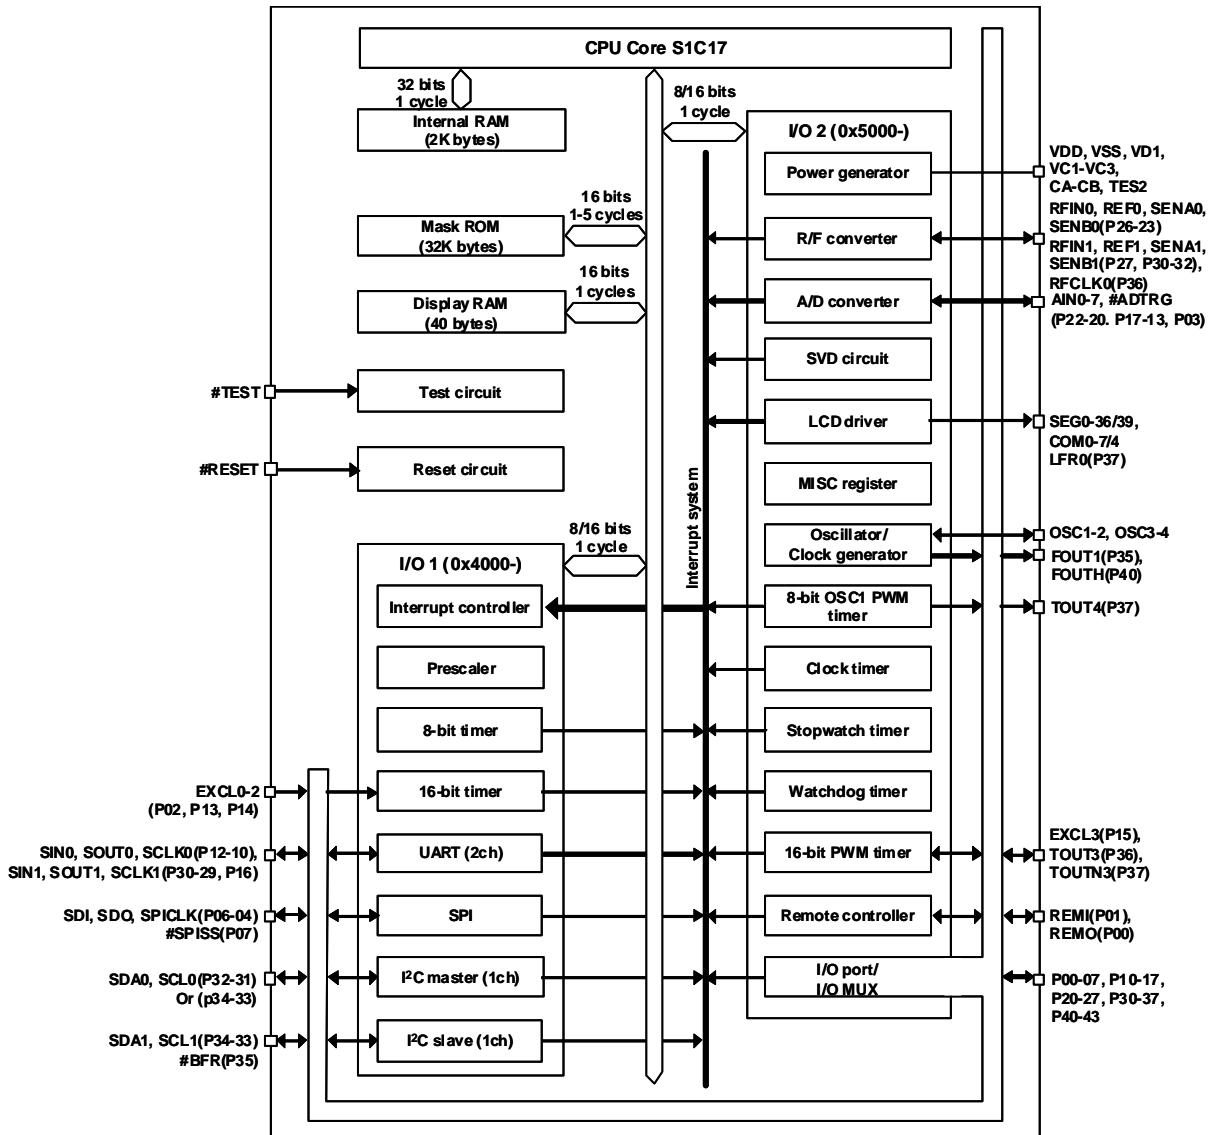 CPU Core S1C17
32 bits
1 cycle
Internal RAM
(2K bytes)
8/16 bits
1 cycle
I/O 2 (0x5000-)
Power generator
VDD, VSS, VD1,
VC1-VC3,
CA-CB, TES2
16 bits
1-5 cycles
Mask ROM
(32K bytes)
R/F converter
RFIN0, REF0, SENA0,
SENB0(P26-23)
RFIN1, REF1, SENA1,
SENB1(P27, P30-32),
RFCLK0(P36)
16 bits
1 cycles
Display RAM
(40 bytes)
A/D converter
AIN0-7, #ADTRG
(P22-20. P17-13, P03)
SVD circuit
#TEST
Test circuit
LCD driver
SEG0-36/39,
COM0-7/4
LFR0(P37)
#RESET
Reset circuit
MISC register
Interrupt system
8/16 bits
1 cycle
I/O 1 (0x4000-)
Oscillator/
Clock generator
OSC1-2, OSC3-4
FOUT1(P35),
FOUTH(P40)
Interrupt controller
8-bit OSC1 PWM
timer
TOUT4(P37)
Prescaler
Clock timer
8-bit timer
Stopwatch timer
EXCL0-2
(P02, P13, P14)
16-bit timer
Watchdog timer
SIN0, SOUT0, SCLK0(P12-10),
SIN1, SOUT1, SCLK1(P30-29, P16)
UART (2ch)
16-bit PWM timer
EXCL3(P15),
TOUT3(P36),
TOUTN3(P37)
SDI, SDO, SPICLK(P06-04)
#SPISS(P07)
SPI
Remote controller
REMI(P01),
REMO(P00)
SDA0, SCL0(P32-31)
Or (p34-33)
I²C master (1ch)
I/O port/
I/O MUX
P00-07, P10-17,
P20-27, P30-37,
P40-43
SDA1, SCL1(P34-33)
#BFR(P35)
I²C slave (1ch)